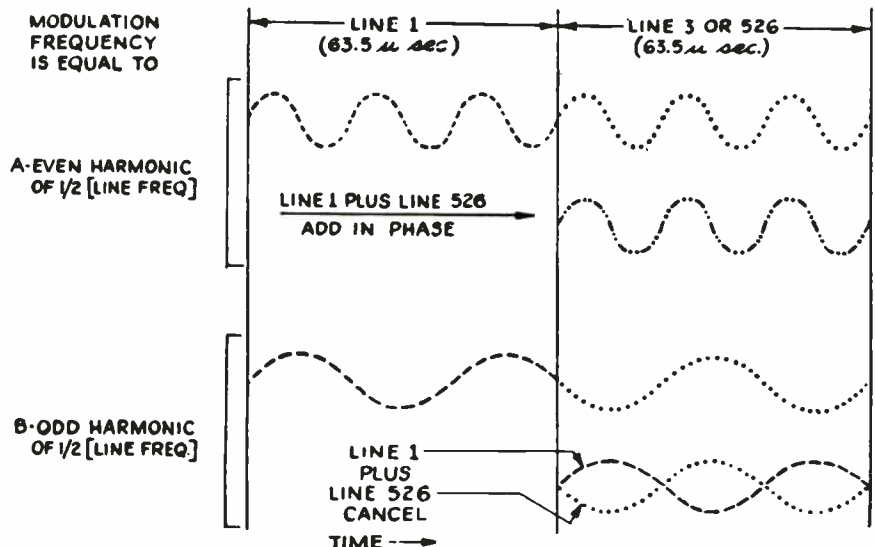 MODULATION
FREQUENCY
IS EQUAL TO
LINE 1
(63.5 µ sec)
LINE 3 OR 526
(63.5 µ sec.)
A-EVEN HARMONIC
OF 1/2 [LINE FREQ]
LINE 1 PLUS LINE 526
ADD IN PHASE
B-ODD HARMONIC
OF 1/2 [LINE FREQ.]
LINE 1
PLUS
LINE 526
CANCEL
TIME